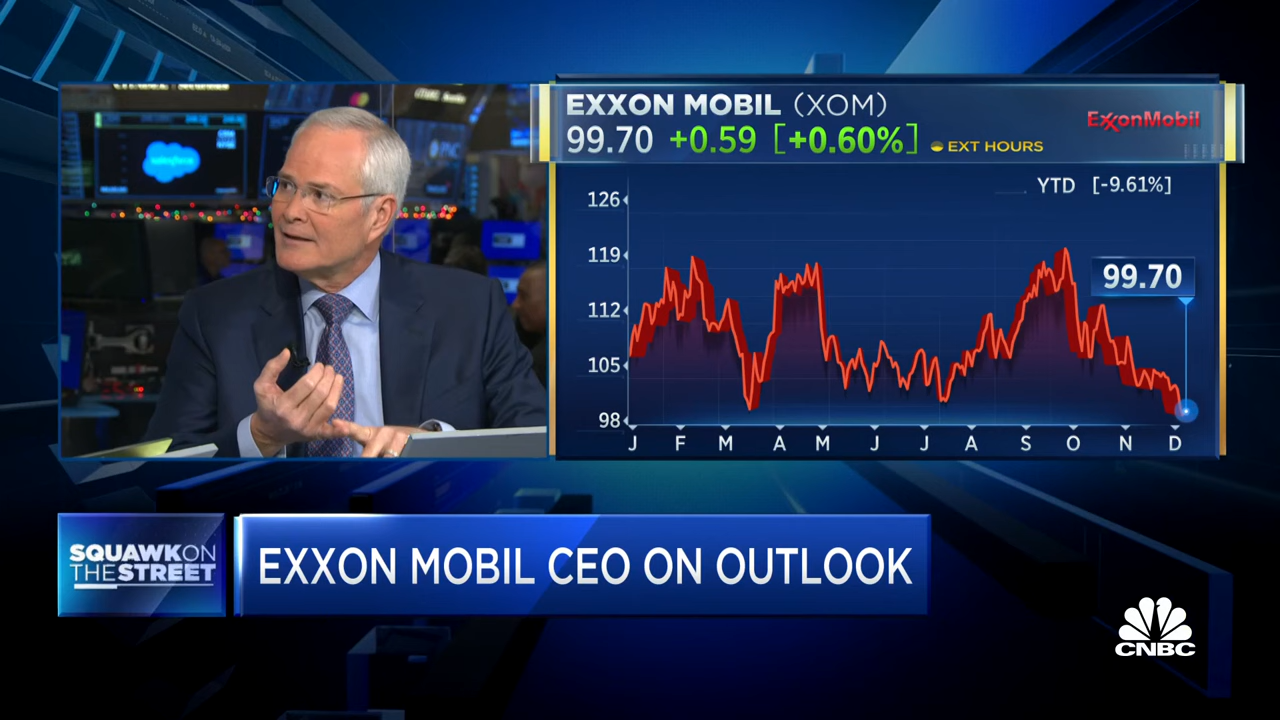 salesforce
EXXON MOBIL (XOM)
99.70 +0.59 [+0.60%] EXT HOURS
ExxonMobil
YTD [-9.61%]
126
119
112
105
98
99.70
J F M A M J J A S O N D
SQUAWK ON
THE STREET
EXXON MOBIL CEO ON OUTLOOK
CNBC